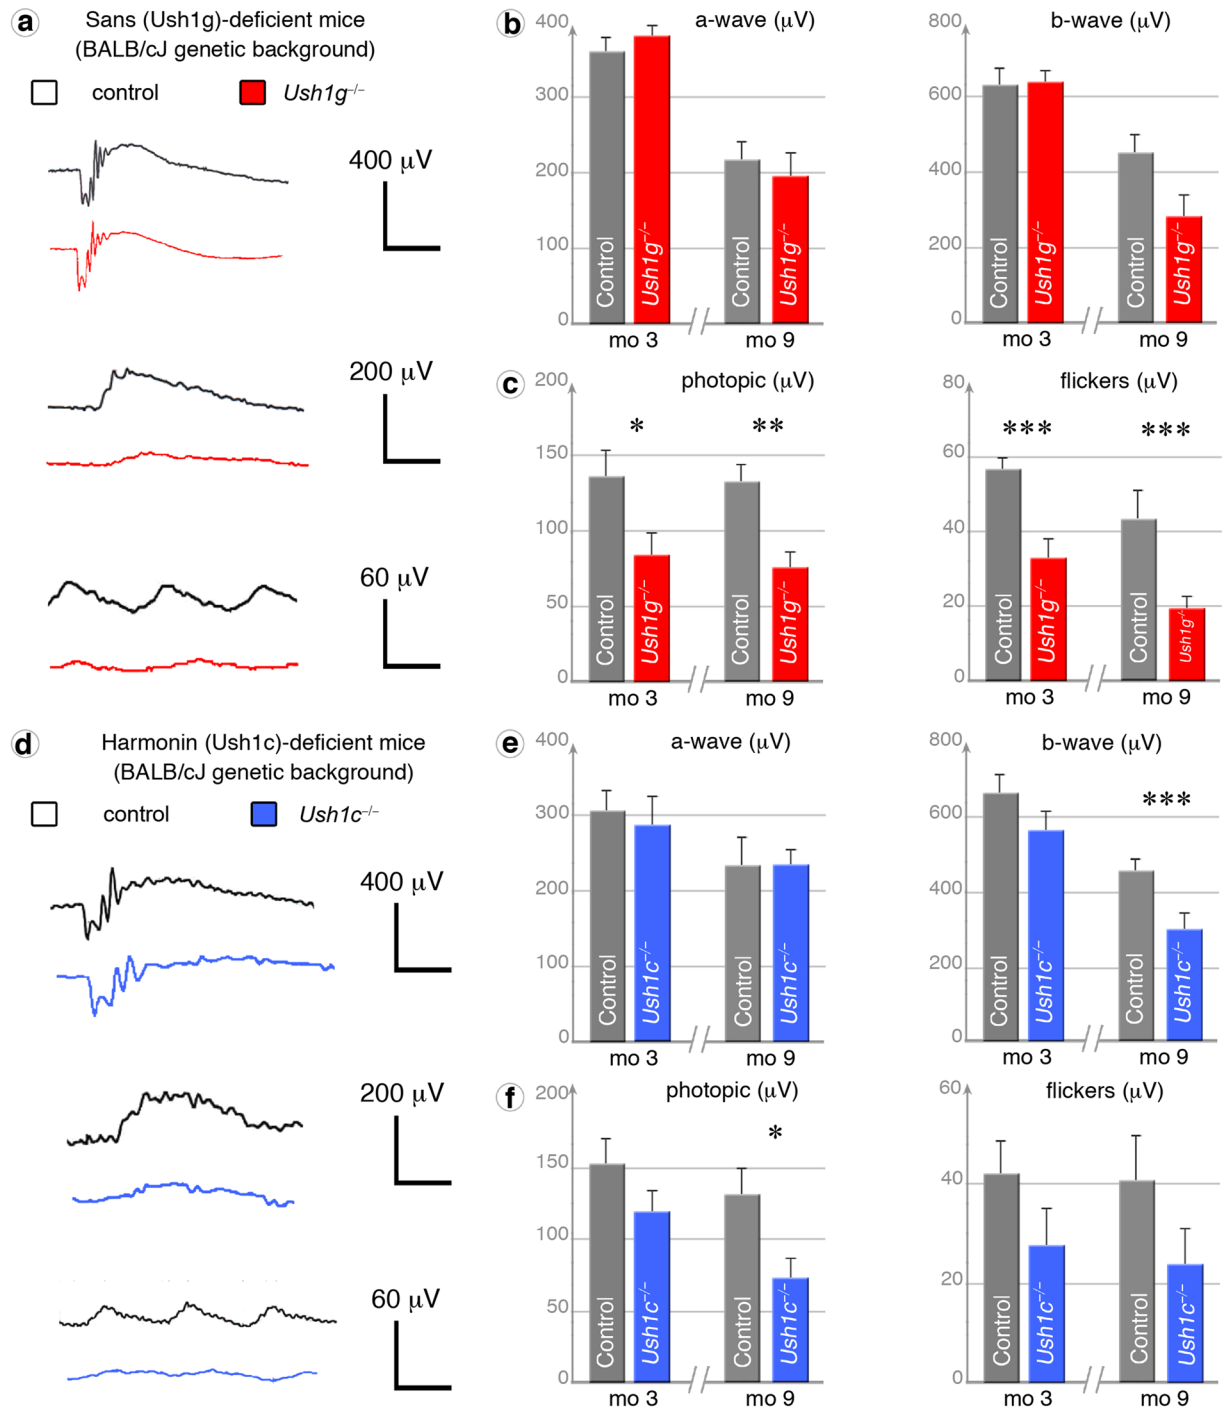 a
Sans (Ush1g)-deficient mice
(BALB/cJ genetic background)
control
Ush1g–/–
400 μV
200 μV
60 μV
b
a-wave (μV)
400
300
200
100
0
Control
Ush1g–/–
Control
Ush1g–/–
mo 3
mo 9
b-wave (μV)
800
600
400
200
0
Control
Ush1g–/–
Control
Ush1g–/–
mo 3
mo 9
c
photopic (μV)
200
150
100
50
0
*
**
Control
Ush1g–/–
Control
Ush1g–/–
mo 3
mo 9
flickers (μV)
80
60
40
20
0
***
***
Control
Ush1g–/–
Control
Ush1g-/-
mo 3
mo 9
d
Harmonin (Ush1c)-deficient mice
(BALB/cJ genetic background)
control
Ush1c–/–
400 μV
200 μV
60 μV
e
a-wave (μV)
400
300
200
100
0
Control
Ush1c–/–
Control
Ush1c–/–
mo 3
mo 9
b-wave (μV)
800
600
400
200
0
***
Control
Ush1c–/–
Control
Ush1c–/–
mo 3
mo 9
f
photopic (μV)
200
150
100
50
0
*
Control
Ush1c–/–
Control
Ush1c–/–
mo 3
mo 9
flickers (μV)
60
40
20
0
Control
Ush1c–/–
Control
Ush1c–/–
mo 3
mo 9